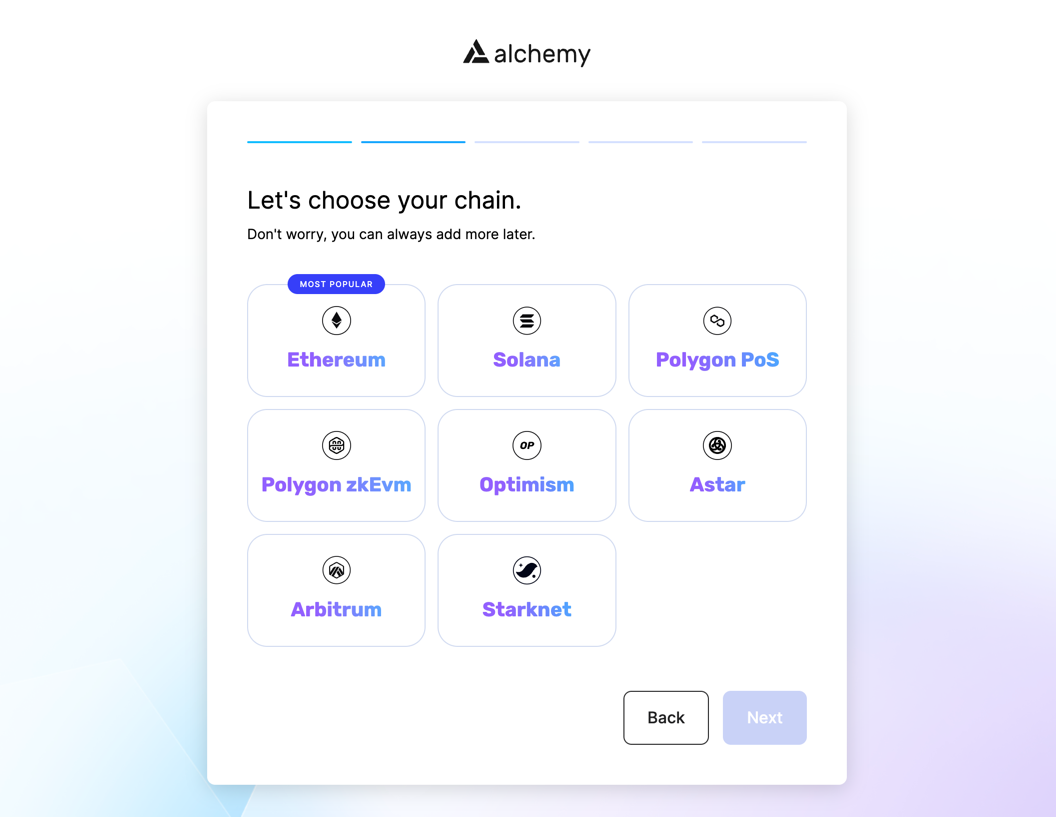 alchemy
Let's choose your chain.
Don't worry, you can always add more later.
MOST POPULAR
Ethereum
Solana
Polygon PoS
Polygon zkEvm
OP
Optimism
Astar
Arbitrum
Starknet
Back
Next